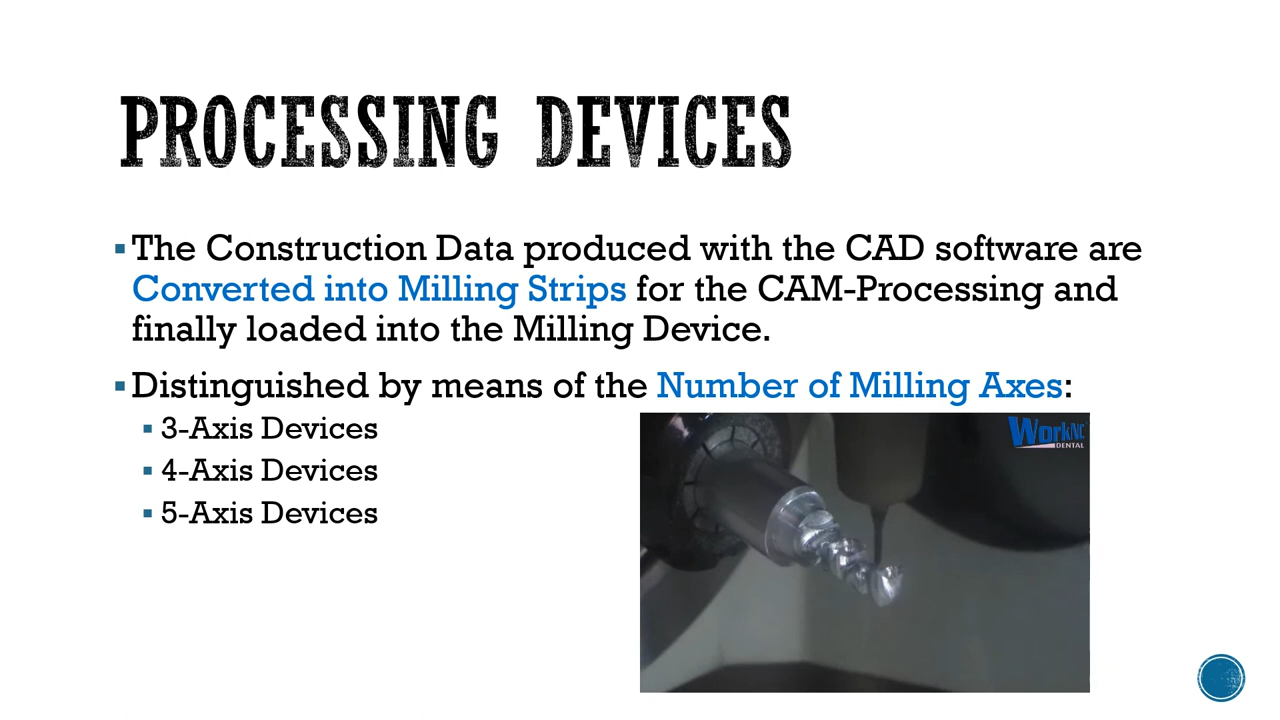 PROCESSING DEVICES
▪The Construction Data produced with the CAD software are
Converted into Milling Strips for the CAM-Processing and
finally loaded into the Milling Device.
▪Distinguished by means of the Number of Milling Axes:
▪ 3-Axis Devices
▪ 4-Axis Devices
▪ 5-Axis Devices
WorkNC
DENTAL